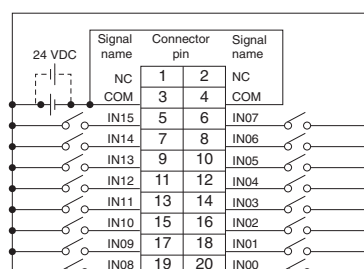 Signal name Connector pin Signal name
24 VDC
NC 1 2 NC
COM 3 4 COM
IN15 5 6 IN07
IN14 7 8 IN06
IN13 9 10 IN05
IN12 11 12 IN04
IN11 13 14 IN03
IN10 15 16 IN02
IN09 17 18 IN01
IN08 19 20 IN00